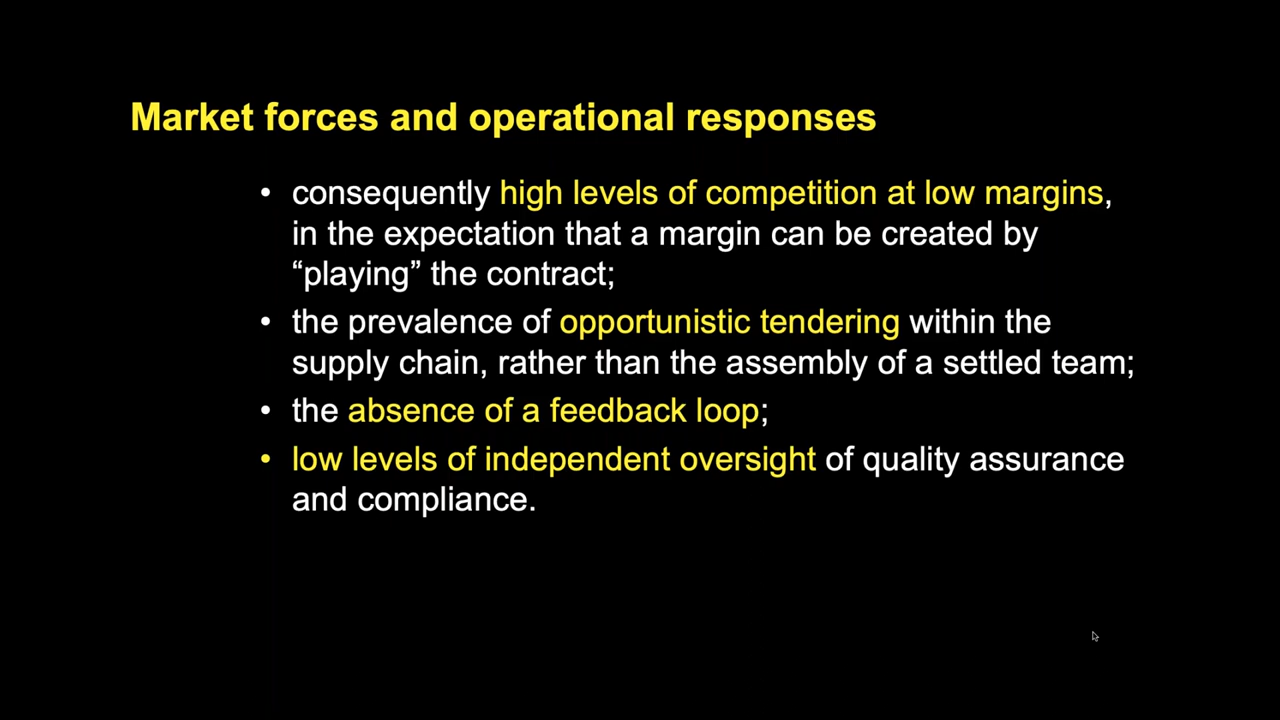 Market forces and operational responses
• consequently high levels of competition at low margins,
in the expectation that a margin can be created by
“playing” the contract;
• the prevalence of opportunistic tendering within the
supply chain, rather than the assembly of a settled team;
• the absence of a feedback loop;
• low levels of independent oversight of quality assurance
and compliance.